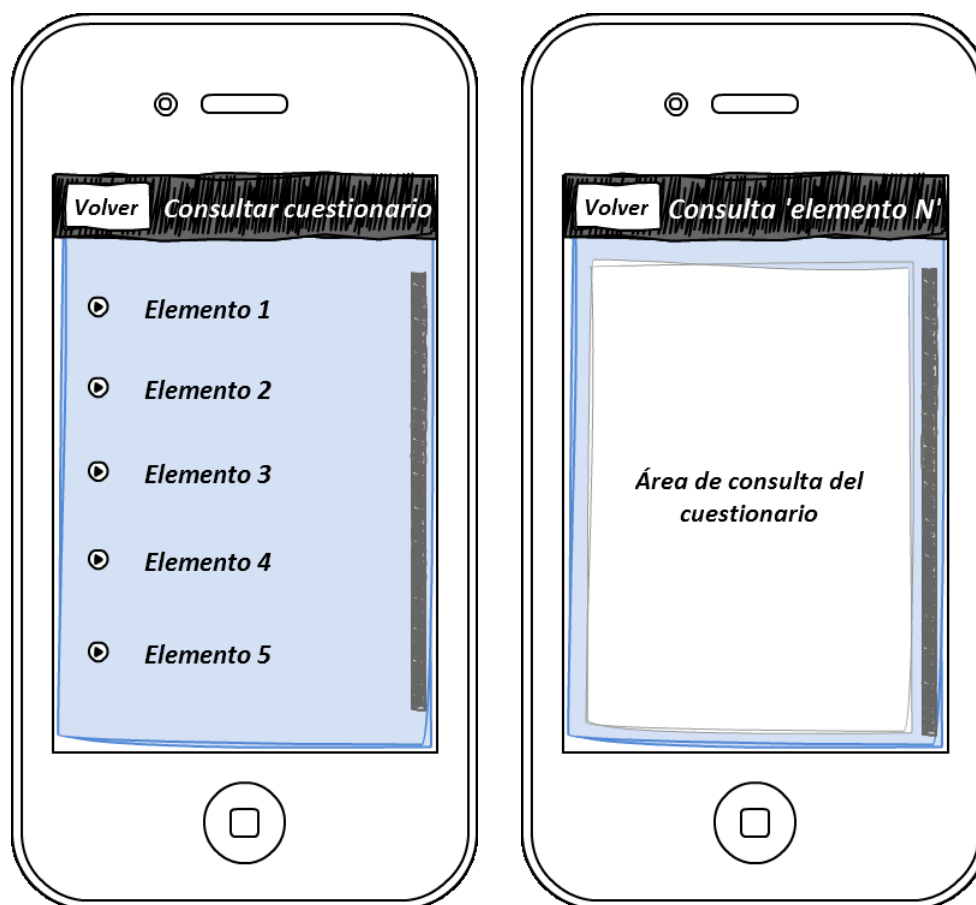 Volver Consultar cuestionario
Elemento 1
Elemento 2
Elemento 3
Elemento 4
Elemento 5
Volver Consulta 'elemento N'
Área de consulta del
cuestionario